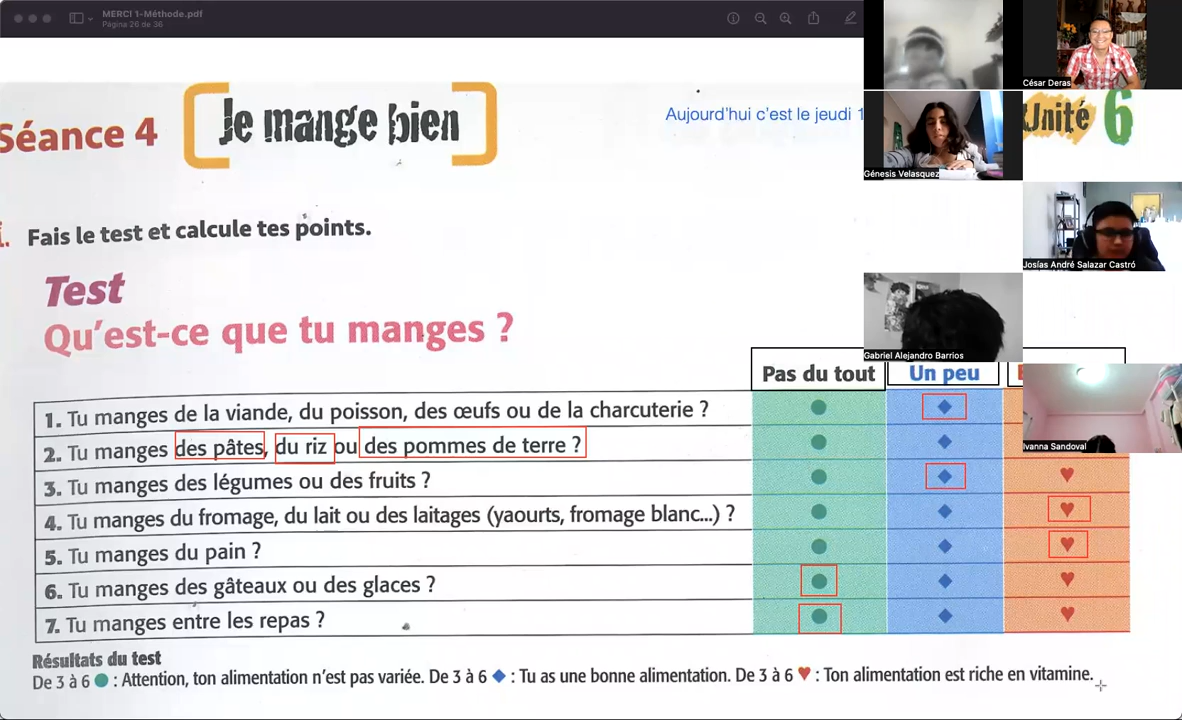 MERCI 1-Méthode.pdf
Página 26 de 36
Séance 4
Je mange bien
Aujourd'hui c'est le jeudi 1
Unité 6
César Deras
Génesis Velasquez
Josías André Salazar Castró
Gabriel Alejandro Barrios
Ivanna Sandoval
Fais le test et calcule tes points.
Test
Qu'est-ce que tu manges ?
Pas du tout
Un peu
1. Tu manges de la viande, du poisson, des œufs ou de la charcuterie ?
2. Tu manges des pâtes, du riz ou des pommes de terre ?
3. Tu manges des légumes ou des fruits ?
4. Tu manges du fromage, du lait ou des laitages (yaourts, fromage blanc...) ?
5. Tu manges du pain ?
6. Tu manges des gâteaux ou des glaces ?
7. Tu manges entre les repas ?
Résultats du test
De 3 à 6 ● : Attention, ton alimentation n'est pas variée. De 3 à 6 ◆ : Tu as une bonne alimentation. De 3 à 6 ♥ : Ton alimentation est riche en vitamine.